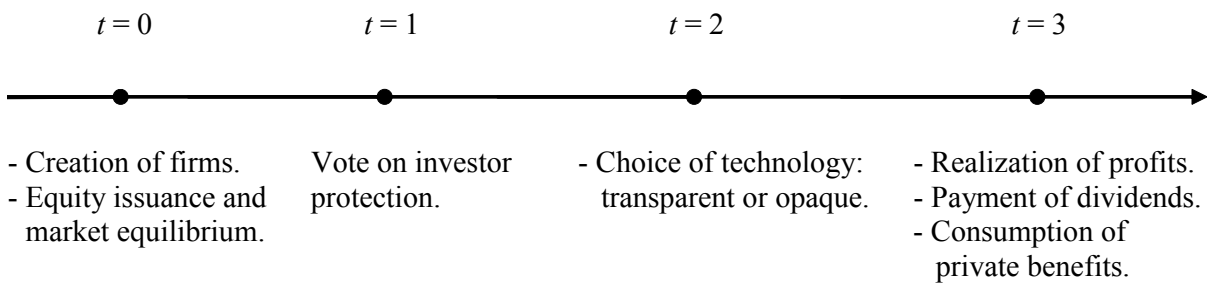 t = 0
t = 1
t = 2
t = 3
- Creation of firms.
- Equity issuance and
market equilibrium.
Vote on investor
protection.
- Choice of technology:
transparent or opaque.
- Realization of profits.
- Payment of dividends.
- Consumption of
private benefits.